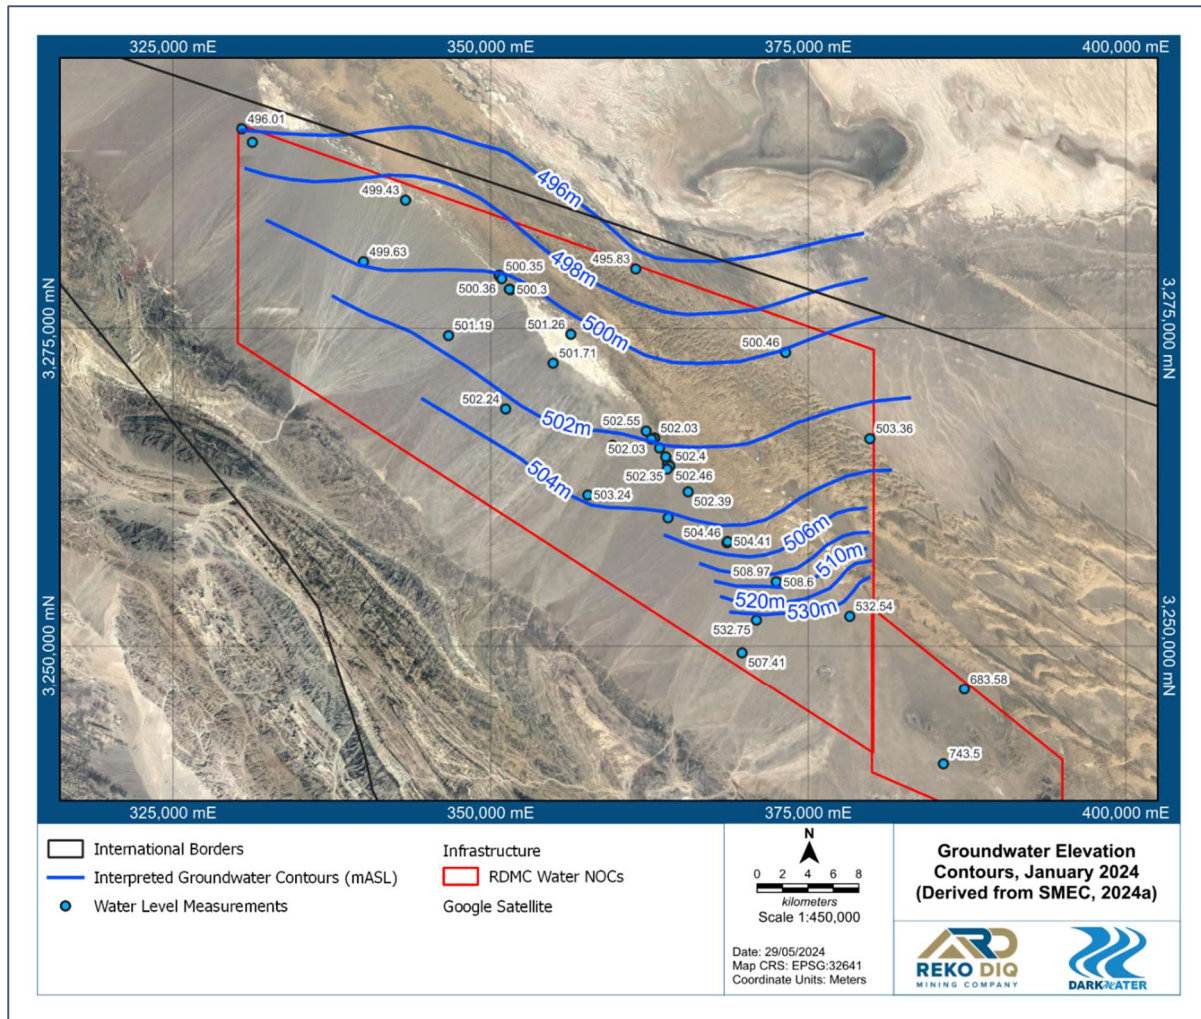 325,000 mE 350,000 mE 375,000 mE 400,000 mE
3,275,000 mN
3,250,000 mN
3,275,000 mN
3,250,000 mN
496.01
499.43
496m
499.63
495.83
498m
500.35
500.36
500.3
501.19
501.26
500m
500.46
501.71
502.24
502m
502.55
502.03
502.03
502.4
503.36
504m
502.35
502.46
503.24
502.39
504.46
504.41
506m
508.97
510m
508.6
520m
530m
532.54
532.75
507.41
683.58
743.5
325,000 mE 350,000 mE 375,000 mE 400,000 mE
International Borders
Interpreted Groundwater Contours (mASL)
Water Level Measurements
Infrastructure
RDMC Water NOCs
Google Satellite
N
0 2 4 6 8
kilometers
Scale 1:450,000
Date: 29/05/2024
Map CRS: EPSG:32641
Coordinate Units: Meters
Groundwater Elevation
Contours, January 2024
(Derived from SMEC, 2024a)
REKO DIQ
MINING COMPANY
DARKWATER